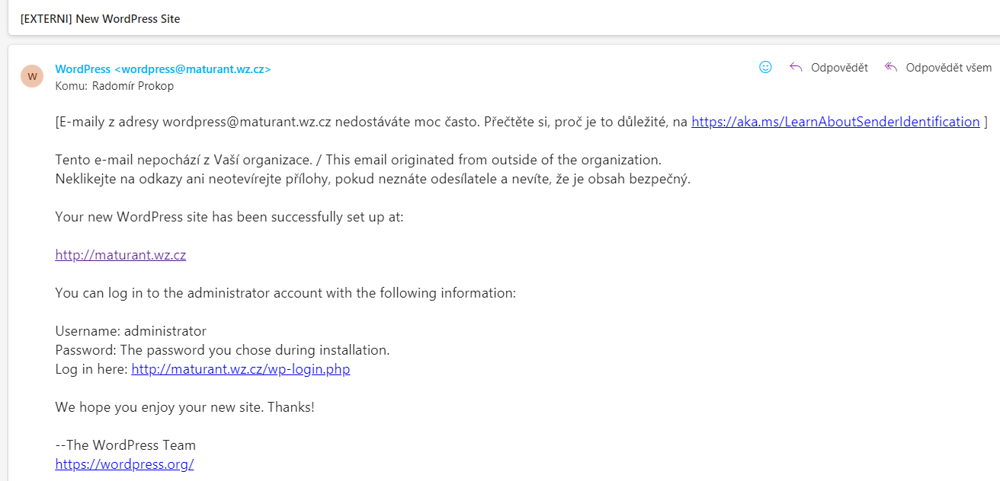 [EXTERNI] New WordPress Site
W
WordPress <wordpress@maturant.wz.cz>
Komu: Radomír Prokop
Odpovědět
Odpovědět všem
[E-maily z adresy wordpress@maturant.wz.cz nedostáváte moc často. Přečtěte si, proč je to důležité, na https://aka.ms/LearnAboutSenderIdentification ]
Tento e-mail nepochází z Vaší organizace. / This email originated from outside of the organization.
Neklikejte na odkazy ani neotevírejte přílohy, pokud neznáte odesílatele a nevíte, že je obsah bezpečný.
Your new WordPress site has been successfully set up at:
http://maturant.wz.cz
You can log in to the administrator account with the following information:
Username: administrator
Password: The password you chose during installation.
Log in here: http://maturant.wz.cz/wp-login.php
We hope you enjoy your new site. Thanks!
--The WordPress Team
https://wordpress.org/